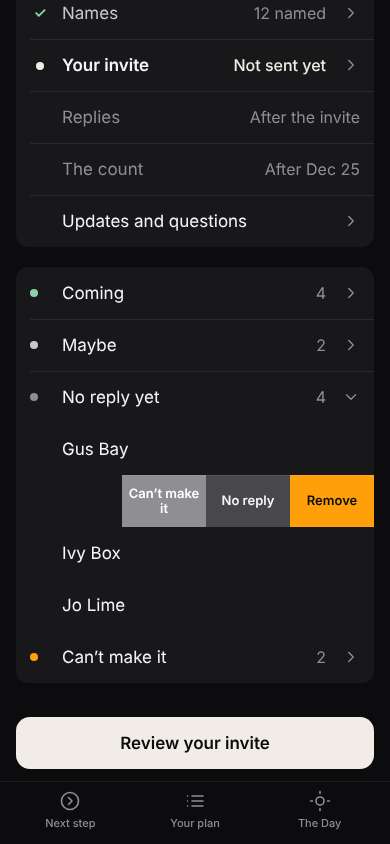 Names 12 named
Your invite Not sent yet
Replies After the invite
The count After Dec 25
Updates and questions
Coming 4
Maybe 2
No reply yet 4
Gus Bay
Can’t make
it
No reply Remove
Ivy Box
Jo Lime
Can’t make it 2
Review your invite
Next step Your plan The Day